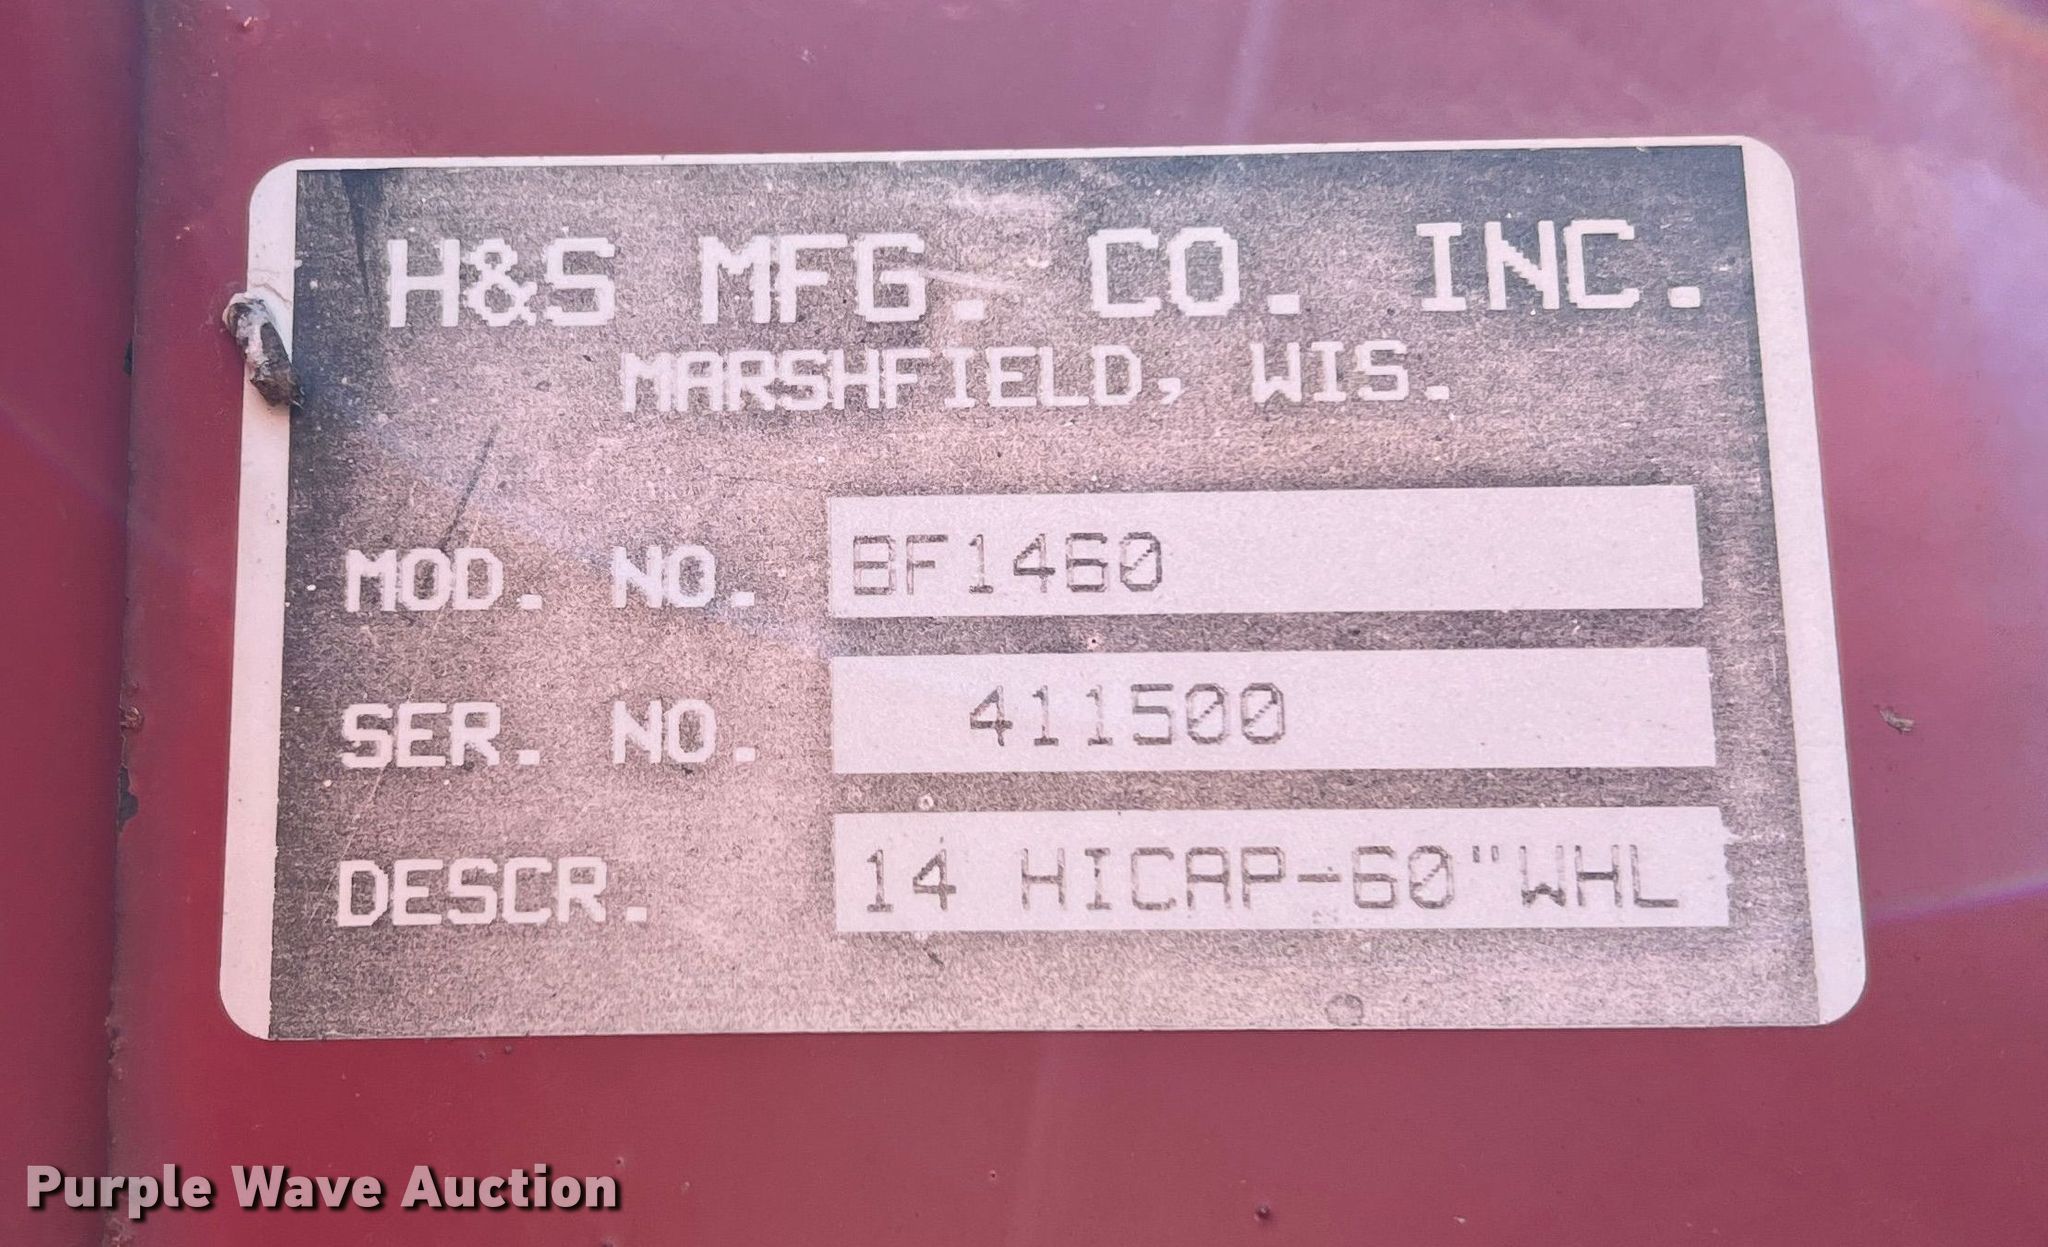 H&S MFG. CO. INC.
MARSHFIELD, WIS.
MOD. NO. BF1460
SER. NO. 411500
DESCR. 14 HICAP-60"WHL
Purple Wave Auction